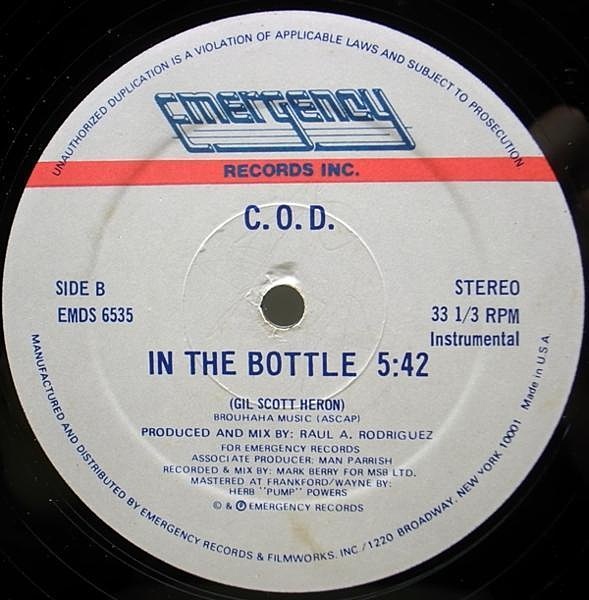 UNAUTHORIZED DUPLICATION IS A VIOLATION OF APPLICABLE LAWS AND SUBJECT TO PROSECUTION
Emergency
RECORDS INC.
C.O.D.
SIDE B
EMDS 6535
STEREO
33 1/3 RPM
Instrumental
IN THE BOTTLE 5:42
(GIL SCOTT HERON)
BROUHAHA MUSIC (ASCAP)
PRODUCED AND MIX BY: RAUL A. RODRIGUEZ
FOR EMERGENCY RECORDS
ASSOCIATE PRODUCER: MAN PARRISH
RECORDED & MIX BY: MARK BERRY FOR MSB LTD.
MASTERED AT FRANKFORD/WAYNE BY:
HERB "PUMP" POWERS
© & ℗ EMERGENCY RECORDS
MANUFACTURED AND DISTRIBUTED BY EMERGENCY RECORDS & FILMWORKS, INC./1220 BROADWAY, NEW YORK 10001 Made in U.S.A.